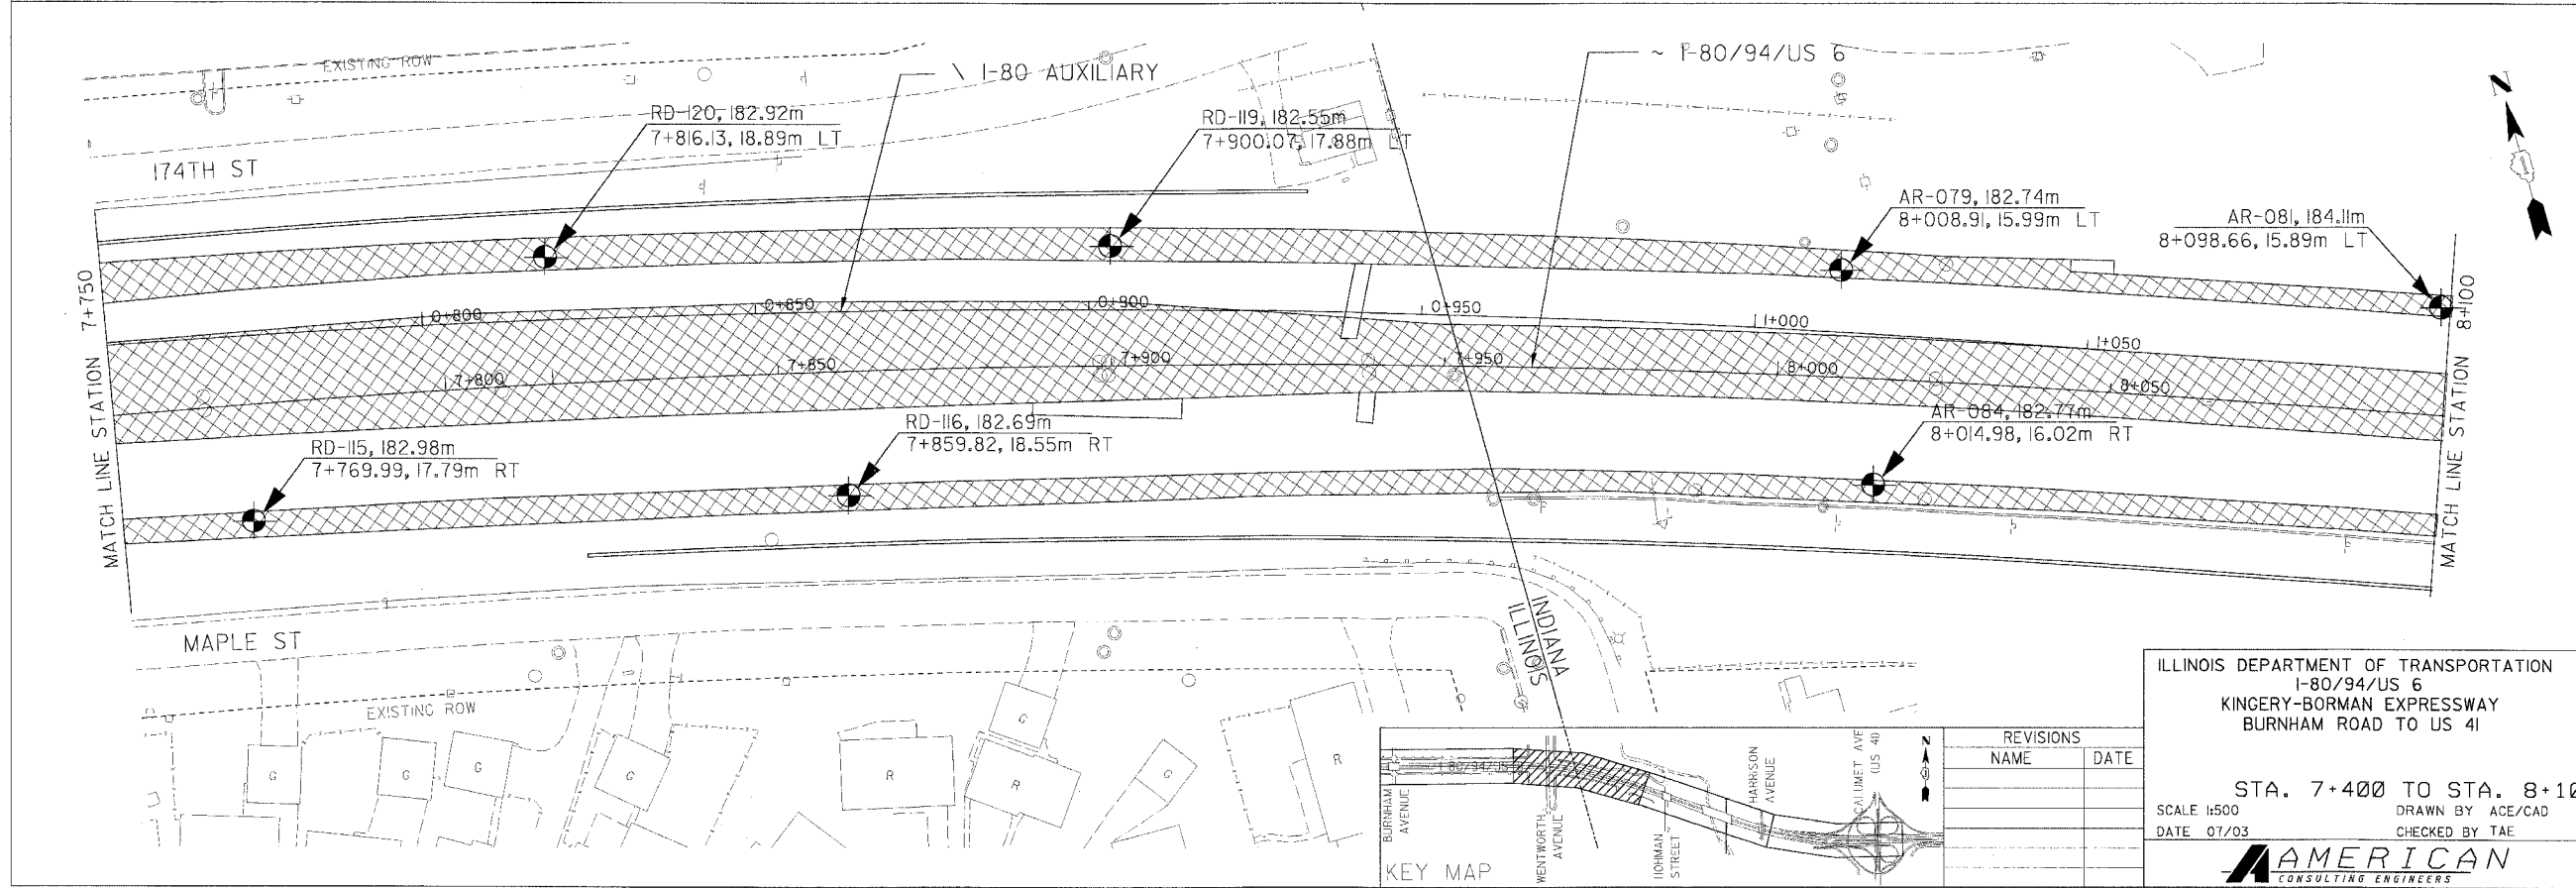 EXISTING ROW
\ I-80 AUXILIARY
~ I-80/94/US 6
N
RD-120, 182.92m
7+816.13, 18.89m LT
RD-119, 182.55m
7+900.07, 17.88m LT
174TH ST
AR-079, 182.74m
8+008.91, 15.99m LT
AR-081, 184.11m
8+098.66, 15.89m LT
MATCH LINE STATION 7+750
MATCH LINE STATION 8+100
0+800
0+850
0+900
0+950
1+000
1+050
7+800
7+850
7+900
7+950
8+000
8+050
RD-115, 182.98m
7+769.99, 17.79m RT
RD-116, 182.69m
7+859.82, 18.55m RT
AR-084, 182.77m
8+014.98, 16.02m RT
INDIANA
ILLINOIS
MAPLE ST
EXISTING ROW
G
G
G
G
R
G
R
G
R
KEY MAP
I-80/94/US 6
BURNHAM
AVENUE
WENTWORTH
AVENUE
HOHMAN
STREET
HARRISON
AVENUE
CALUMET AVE
(US 41)
N
REVISIONS
NAME DATE
ILLINOIS DEPARTMENT OF TRANSPORTATION
I-80/94/US 6
KINGERY-BORMAN EXPRESSWAY
BURNHAM ROAD TO US 41
STA. 7+400 TO STA. 8+10
SCALE 1:500 DRAWN BY ACE/CAD
DATE 07/03 CHECKED BY TAE
AMERICAN
CONSULTING ENGINEERS